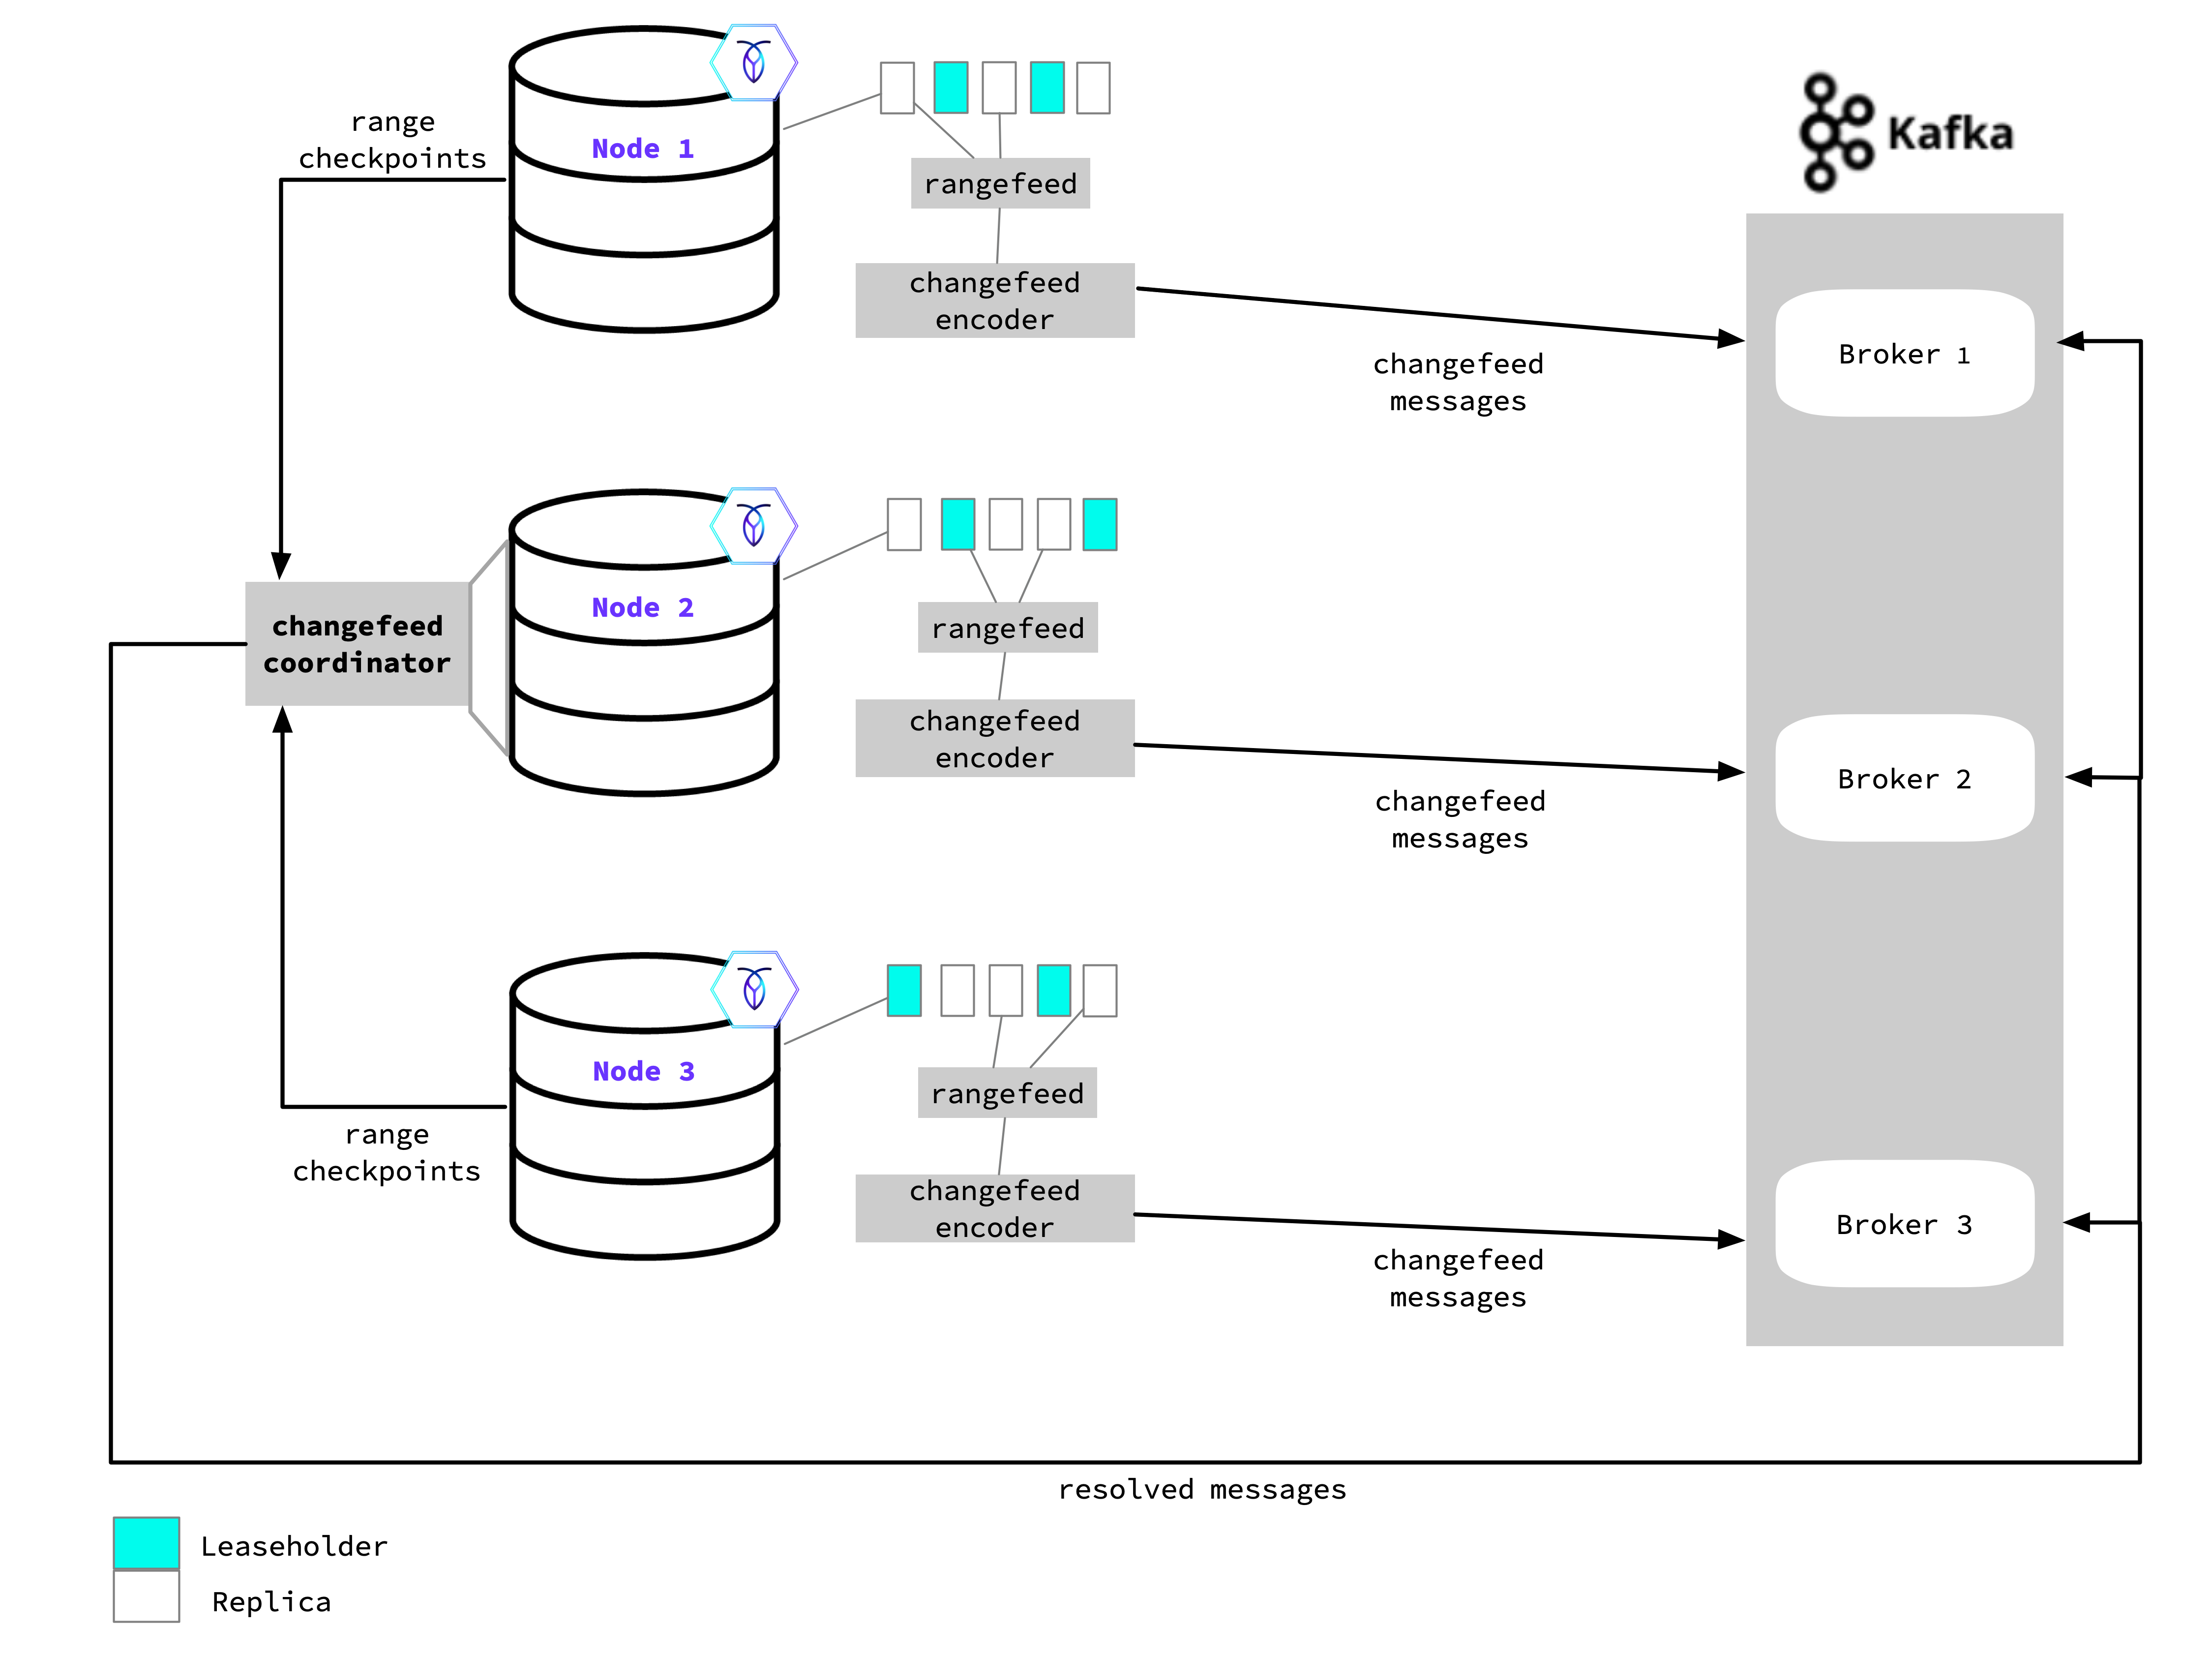 range
checkpoints
Node 1
rangefeed
changefeed
encoder
changefeed
messages
Kafka
Broker 1
changefeed
coordinator
Node 2
rangefeed
changefeed
encoder
changefeed
messages
Broker 2
range
checkpoints
Node 3
rangefeed
changefeed
encoder
changefeed
messages
Broker 3
resolved messages
Leaseholder
Replica